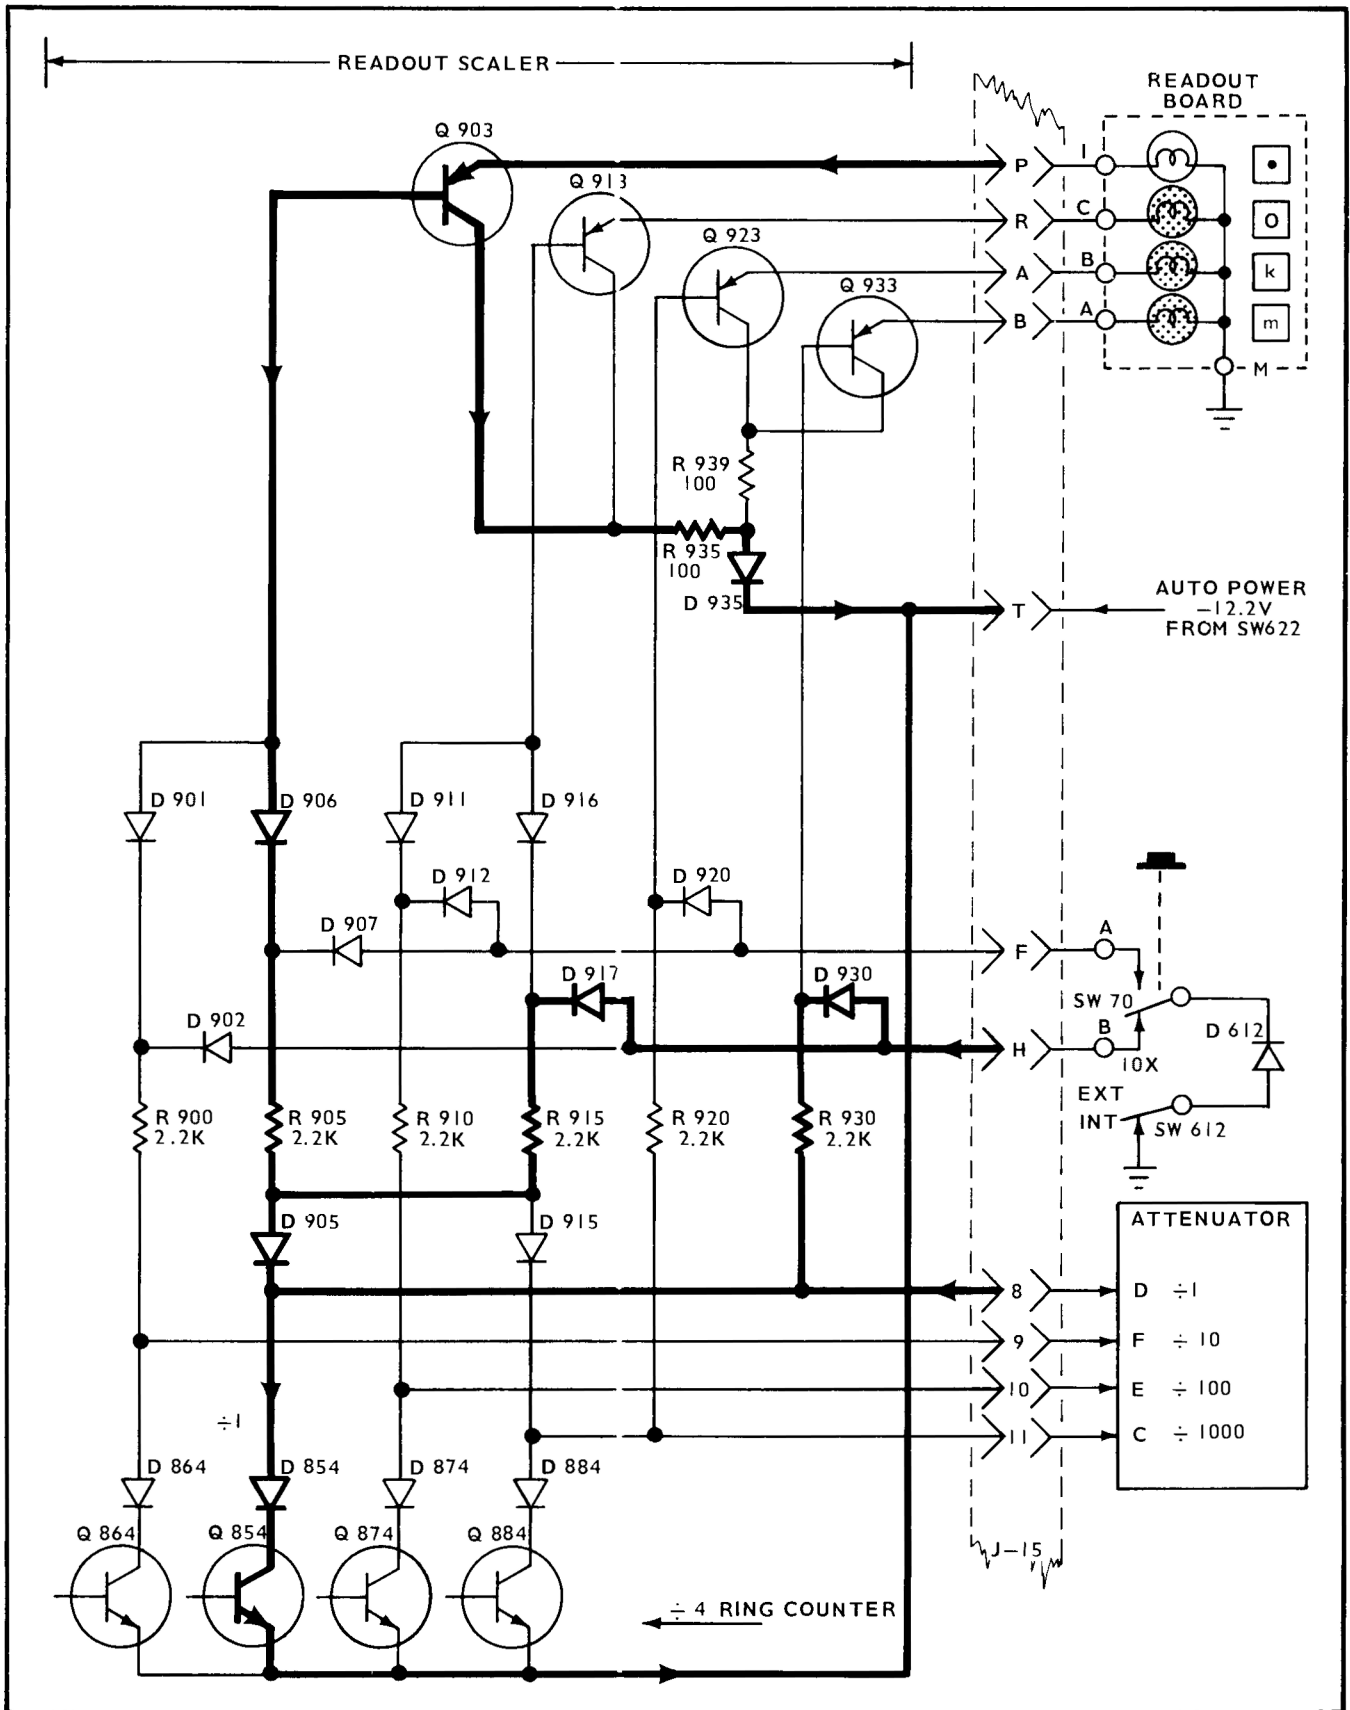 READOUT SCALER
READOUT
BOARD
Q 903
P
I
•
Q 913
R
C
O
Q 923
A
B
k
Q 933
B
A
m
M
R 939
100
R 935
100
D 935
T
AUTO POWER
−12.2V
FROM SW622
D 901
D 906
D 911
D 916
D 912
D 920
D 907
F
A
D 917
D 930
SW 70
D 902
H
B
D 612
10X
R 900
2.2K
R 905
2.2K
R 910
2.2K
R 915
2.2K
R 920
2.2K
R 930
2.2K
EXT
INT
SW 612
D 905
D 915
ATTENUATOR
8
D ÷1
9
F ÷ 10
10
E ÷ 100
÷1
11
C ÷ 1000
D 864
D 854
D 874
D 884
Q 864
Q 854
Q 874
Q 884
J-15
÷ 4 RING COUNTER